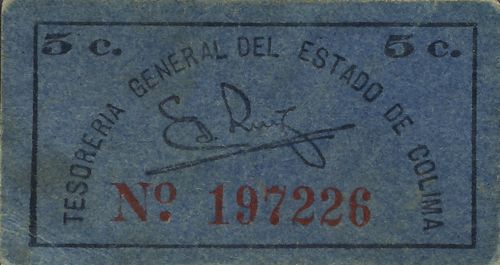 5 c. 5 c.
TESORERIA GENERAL DEL ESTADO DE COLIMA
Nº 197226